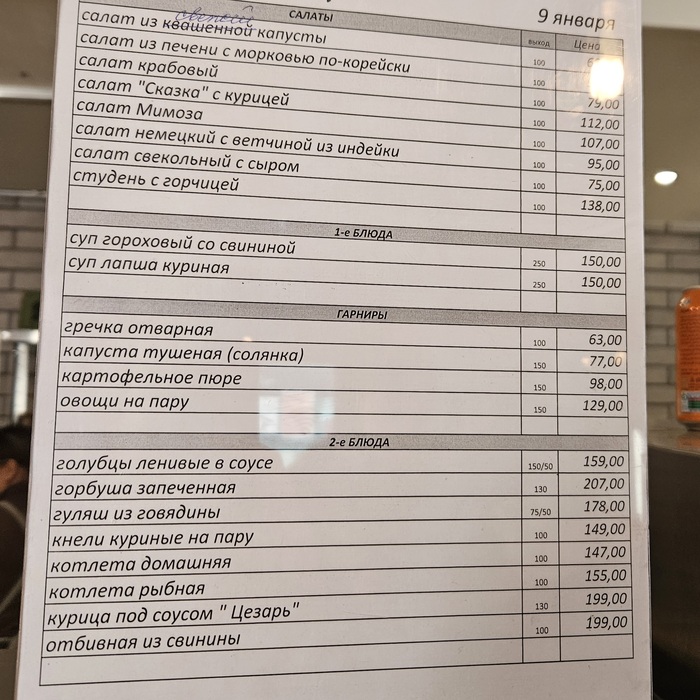 САЛАТЫ
9 января
выход Цена
свежей
салат из квашенной капусты 100
салат из печени с морковью по-корейски 100
салат крабовый 100 79,00
салат "Сказка" с курицей 100 112,00
салат Мимоза 100 107,00
салат немецкий с ветчиной из индейки 100 95,00
салат свекольный с сыром 100 75,00
студень с горчицей 100 138,00
1-е БЛЮДА
суп гороховый со свининой 250 150,00
суп лапша куриная 250 150,00
ГАРНИРЫ
гречка отварная 100 63,00
капуста тушеная (солянка) 150 77,00
картофельное пюре 150 98,00
овощи на пару 150 129,00
2-е БЛЮДА
голубцы ленивые в соусе 150/50 159,00
горбуша запеченная 130 207,00
гуляш из говядины 75/50 178,00
кнели куриные на пару 100 149,00
котлета домашняя 100 147,00
котлета рыбная 100 155,00
курица под соусом " Цезарь" 130 199,00
отбивная из свинины 100 199,00